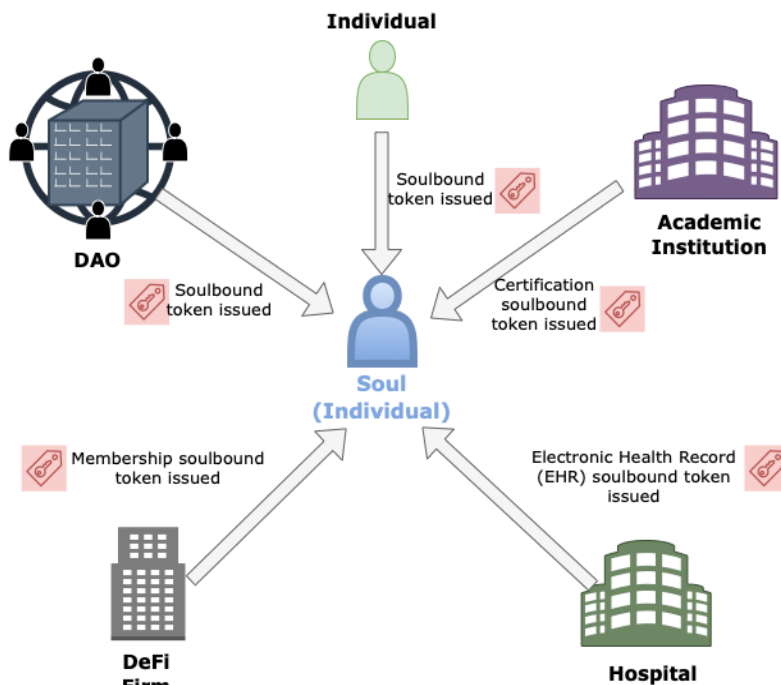 Individual
Soulbound
token issued
DAO
Academic
Institution
Soulbound
token issued
Certification
soulbound
token issued
Soul
(Individual)
Membership soulbound
token issued
Electronic Health Record
(EHR) soulbound token
issued
DeFi
Firm
Hospital